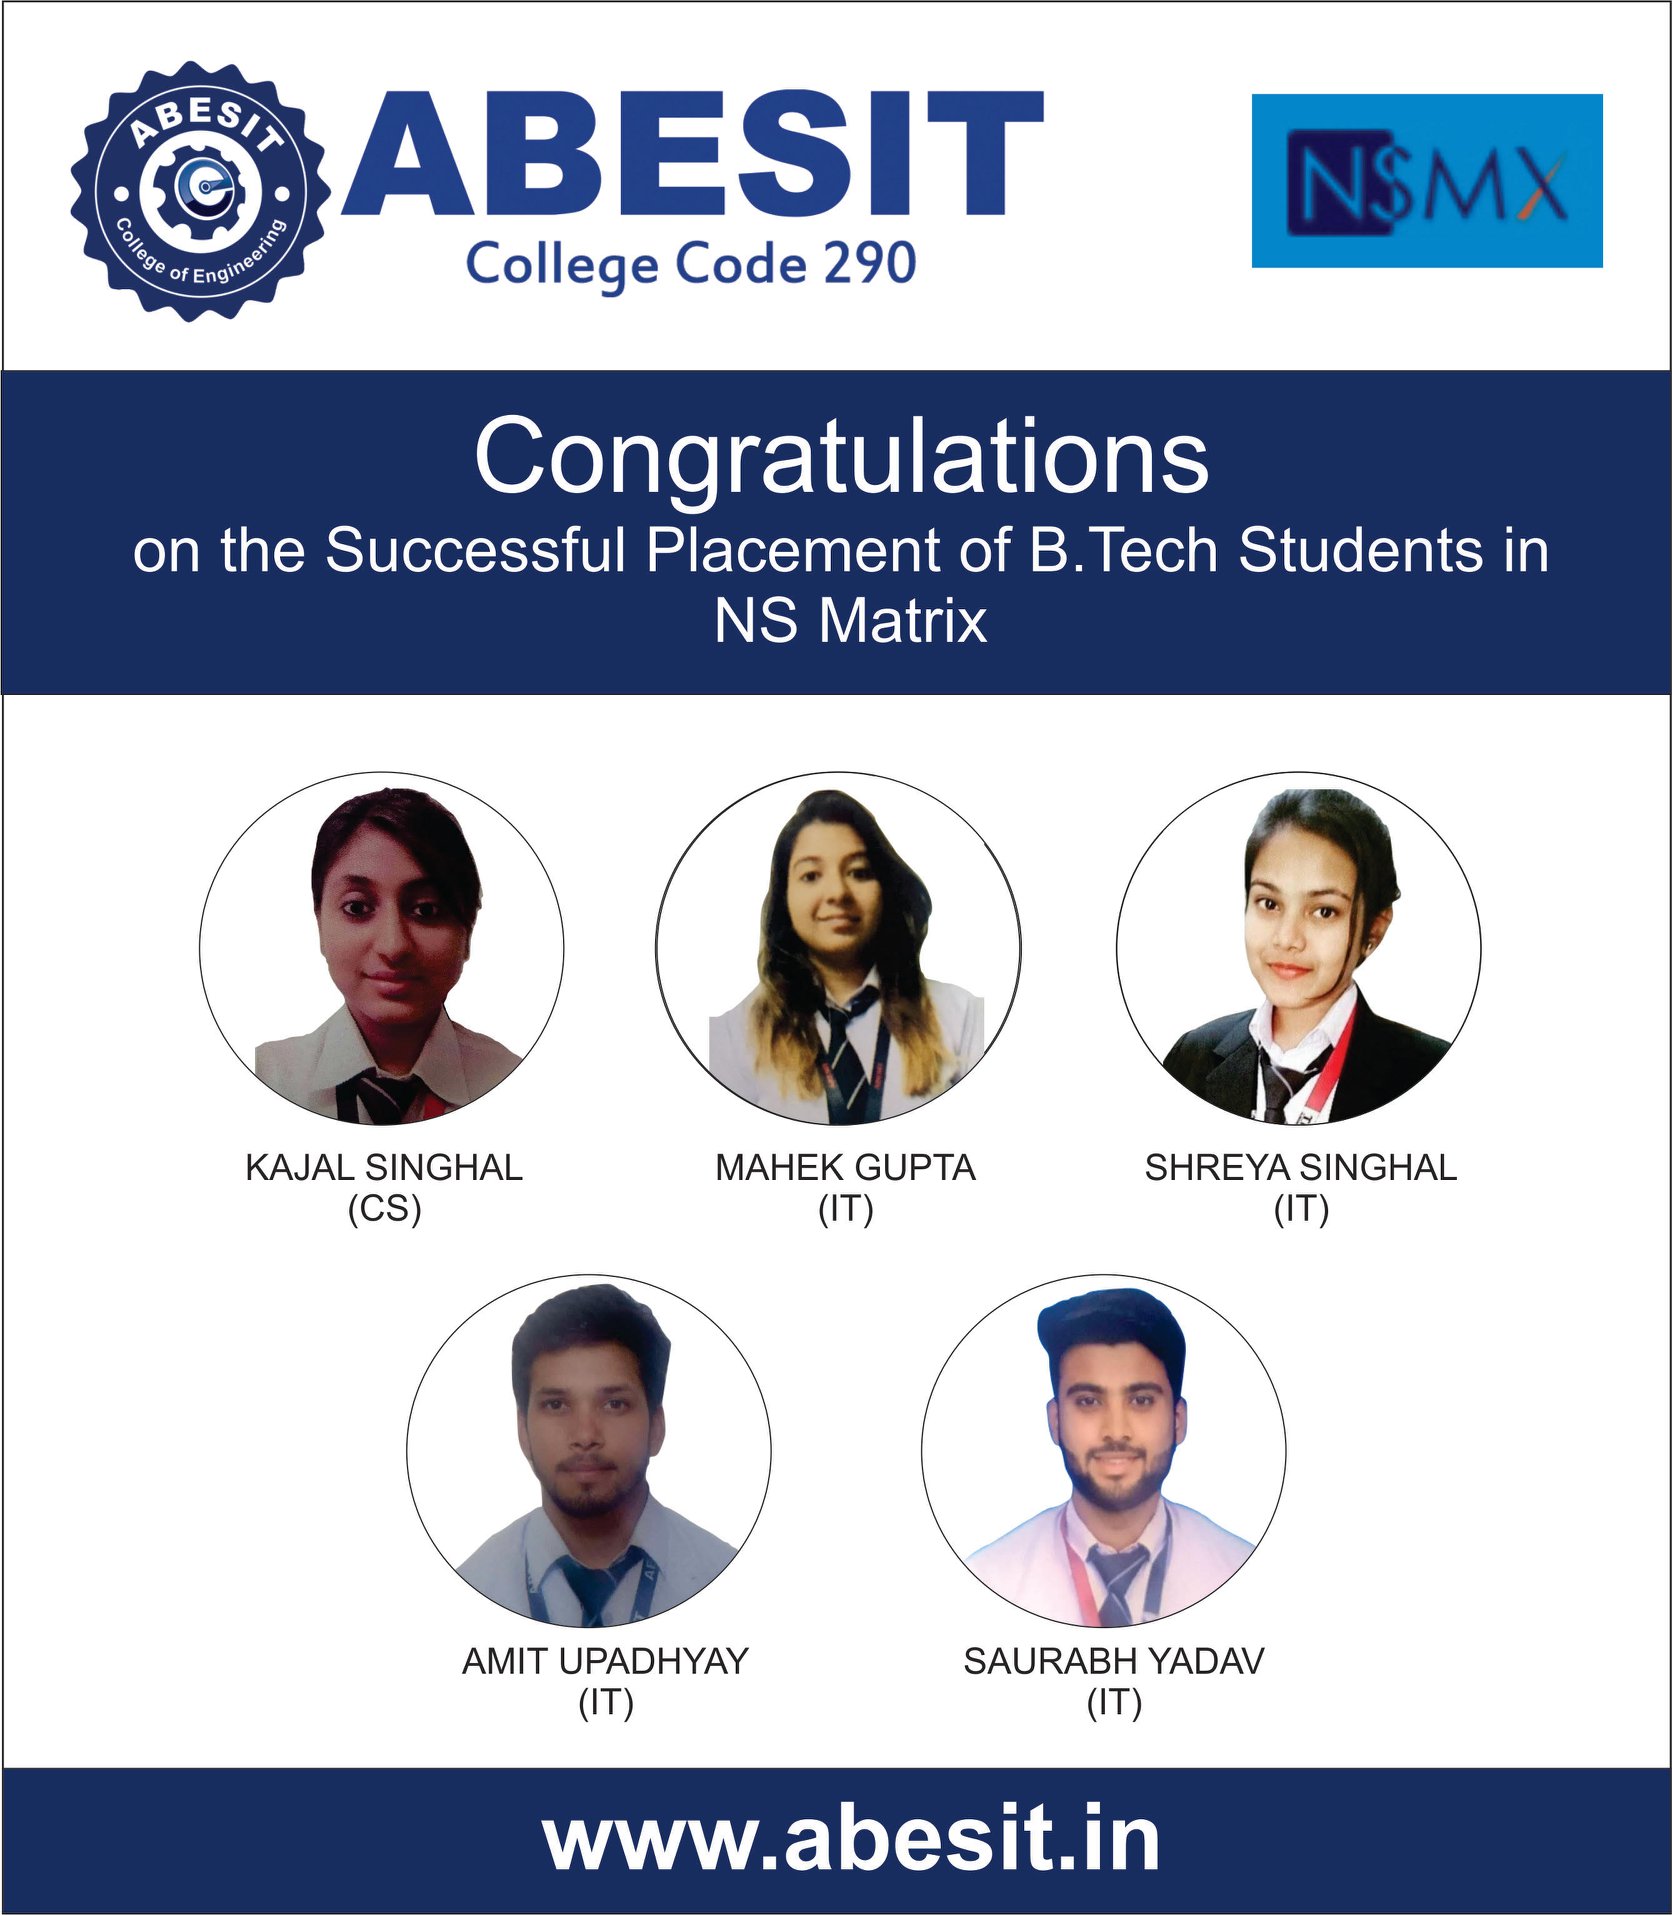 ABESIT
College of Engineering
ABESIT
College Code 290
NSMX
Congratulations
on the Successful Placement of B.Tech Students in
NS Matrix
KAJAL SINGHAL
(CS)
MAHEK GUPTA
(IT)
SHREYA SINGHAL
(IT)
AMIT UPADHYAY
(IT)
SAURABH YADAV
(IT)
www.abesit.in